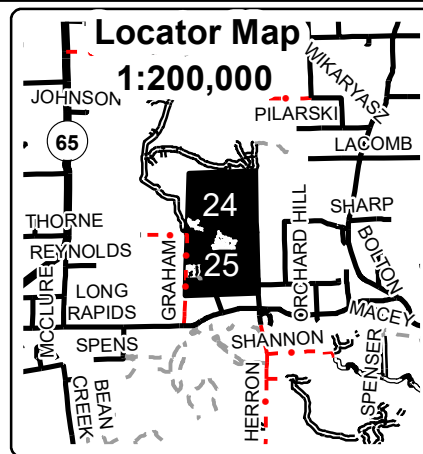 Locator Map
1:200,000
WIKARYASZ
JOHNSON
PILARSKI
65
LACOMB
24
SHARP
THORNE
REYNOLDS
GRAHAM
25
ORCHARD HILL
BOLTON
MCCLURE
LONG
RAPIDS
MACEY
SPENS
SHANNON
BEAN
CREEK
HERRON
SPENSER